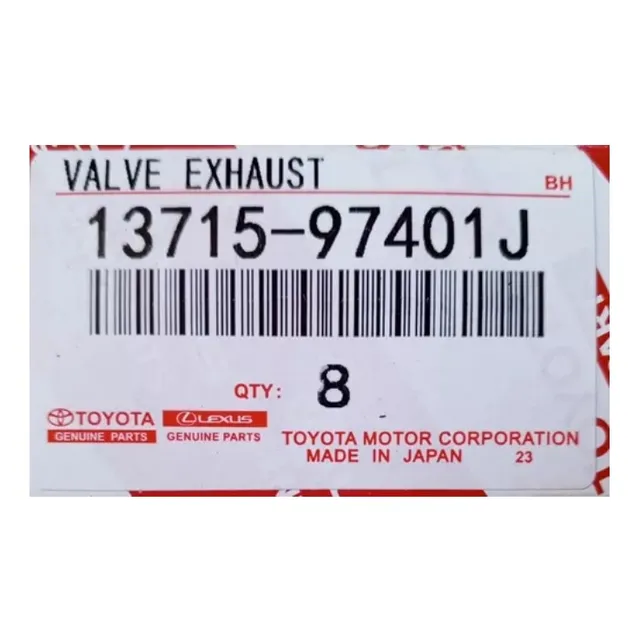 VALVE EXHAUST
BH
13715-97401J
QTY: 8
TOYOTA LEXUS
GENUINE PARTS GENUINE PARTS
TOYOTA MOTOR CORPORATION
MADE IN JAPAN 23